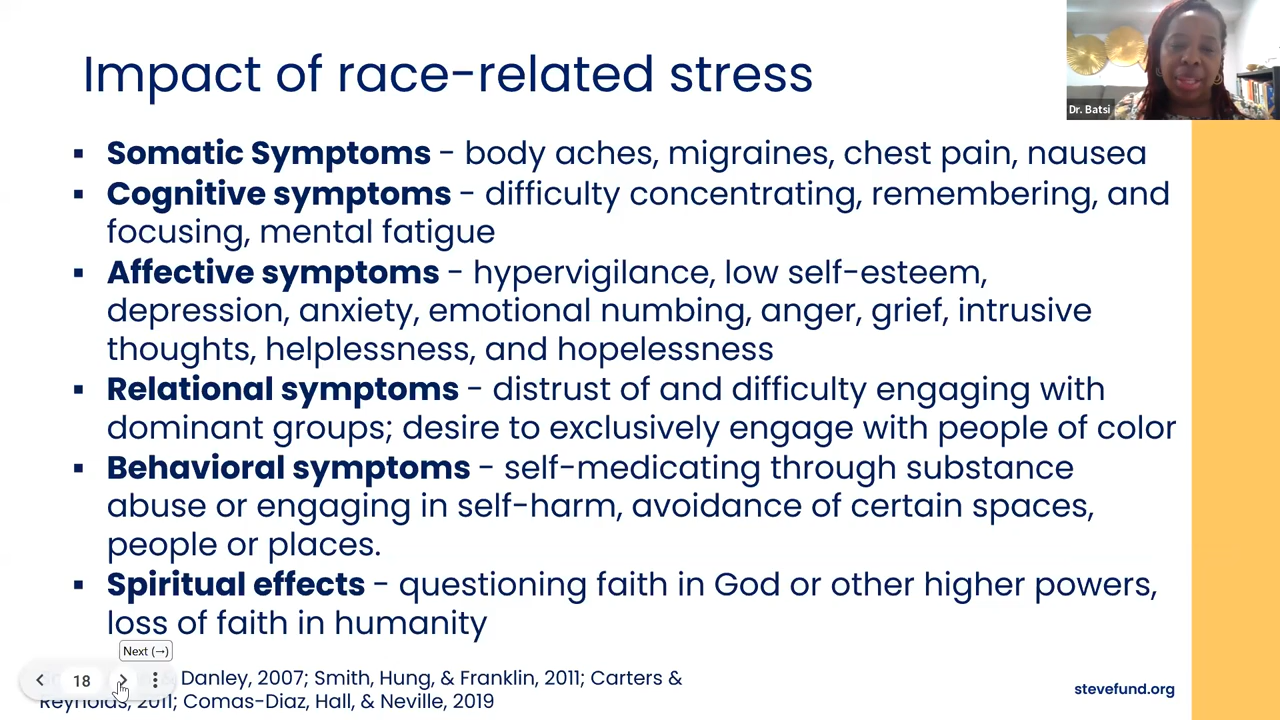 Impact of race-related stress
Dr. Batsi
▪ Somatic Symptoms - body aches, migraines, chest pain, nausea
▪ Cognitive symptoms - difficulty concentrating, remembering, and
focusing, mental fatigue
▪ Affective symptoms - hypervigilance, low self-esteem,
depression, anxiety, emotional numbing, anger, grief, intrusive
thoughts, helplessness, and hopelessness
▪ Relational symptoms - distrust of and difficulty engaging with
dominant groups; desire to exclusively engage with people of color
▪ Behavioral symptoms - self-medicating through substance
abuse or engaging in self-harm, avoidance of certain spaces,
people or places.
▪ Spiritual effects - questioning faith in God or other higher powers,
loss of faith in humanity
Next (→)
18
Danley, 2007; Smith, Hung, & Franklin, 2011; Carters &
Reynolds, 2011; Comas-Diaz, Hall, & Neville, 2019
stevefund.org